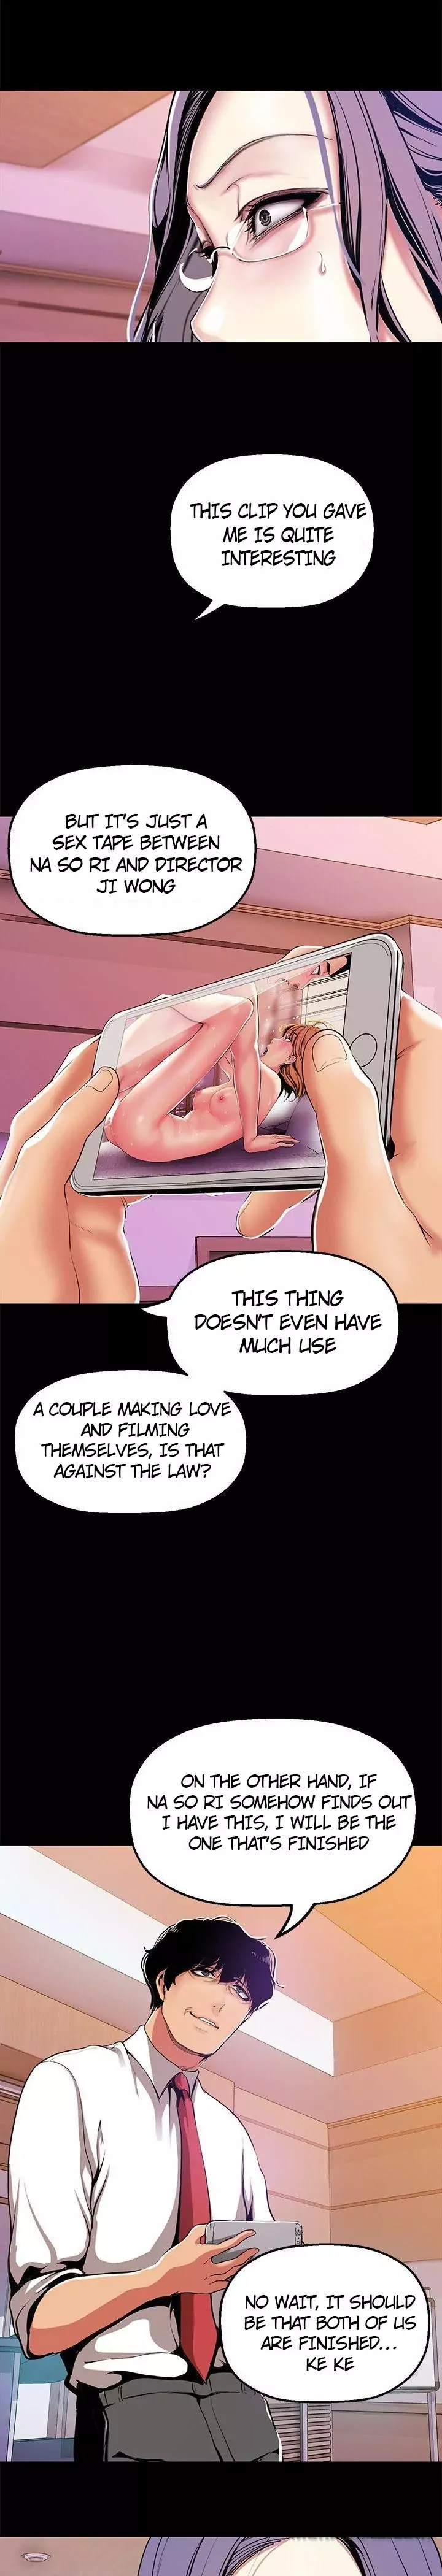 THIS CLIP YOU GAVE
ME IS QUITE
INTERESTING
BUT IT'S JUST A
SEX TAPE BETWEEN
NA SO RI AND DIRECTOR
JI WONG
THIS THING
DOESN'T EVEN HAVE
MUCH USE
A COUPLE MAKING LOVE
AND FILMING
THEMSELVES, IS THAT
AGAINST THE LAW?
ON THE OTHER HAND, IF
NA SO RI SOMEHOW FINDS OUT
I HAVE THIS, I WILL BE THE
ONE THAT'S FINISHED
NO WAIT, IT SHOULD
BE THAT BOTH OF US
ARE FINISHED...
KE KE